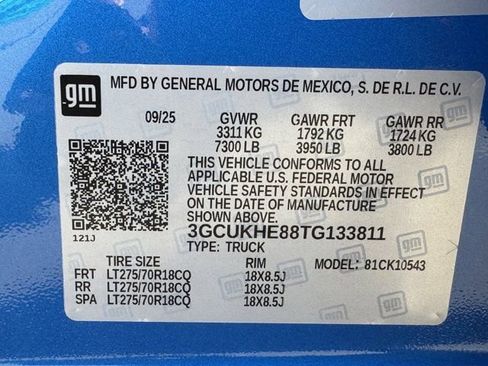 gm
MFD BY GENERAL MOTORS DE MEXICO, S. DE R.L. DE C.V.
09/25 GVWR GAWR FRT GAWR RR
3311 KG 1792 KG 1724 KG
7300 LB 3950 LB 3800 LB
THIS VEHICLE CONFORMS TO ALL
APPLICABLE U.S. FEDERAL MOTOR
VEHICLE SAFETY STANDARDS IN EFFECT
ON THE DATE OF MANUFACTURE
SHOWN ABOVE.
121J 3GCUKHE88TG133811
TYPE: TRUCK
TIRE SIZE RIM MODEL: 81CK10543
FRT LT275/70R18CQ 18X8.5J
RR LT275/70R18CQ 18X8.5J
SPA LT275/70R18CQ 18X8.5J